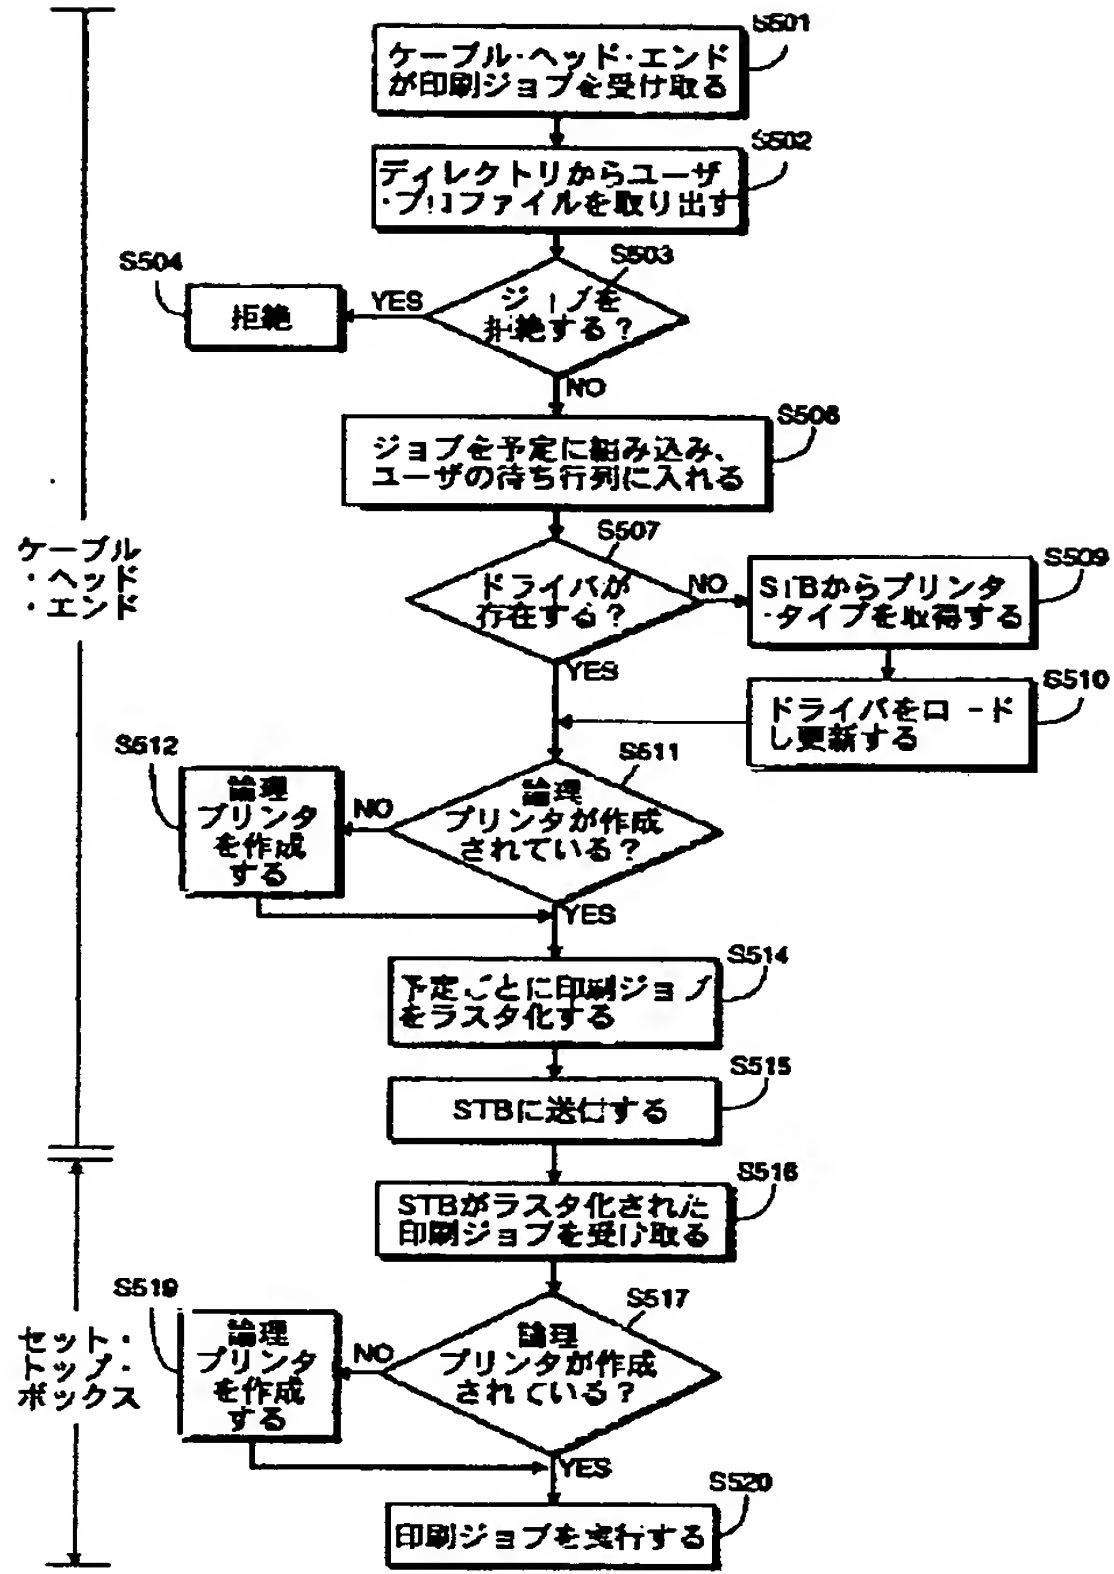 S501
ケーブル・ヘッド・エンド
が印刷ジョブを受け取る
S502
ディレクトリからユーザ
・プロファイルを取り出す
S503
ジョブを
拒絶する？
YES
S504
拒絶
NO
S506
ジョブを予定に組み込み、
ユーザの待ち行列に入れる
S507
ドライバが
存在する？
NO
S509
STBからプリンタ
・タイプを取得する
YES
S510
ドライバをロード
し更新する
ケーブル
・ヘッド
・エンド
S511
論理
プリンタが作成
されている？
NO
S512
論理
プリンタ
を作成
する
YES
S514
予定ごとに印刷ジョブ
をラスタ化する
S515
STBに送付する
S516
STBがラスタ化された
印刷ジョブを受け取る
S517
論理
プリンタが作成
されている？
NO
S519
論理
プリンタ
を作成
する
セット・
トップ・
ボックス
YES
S520
印刷ジョブを実行する